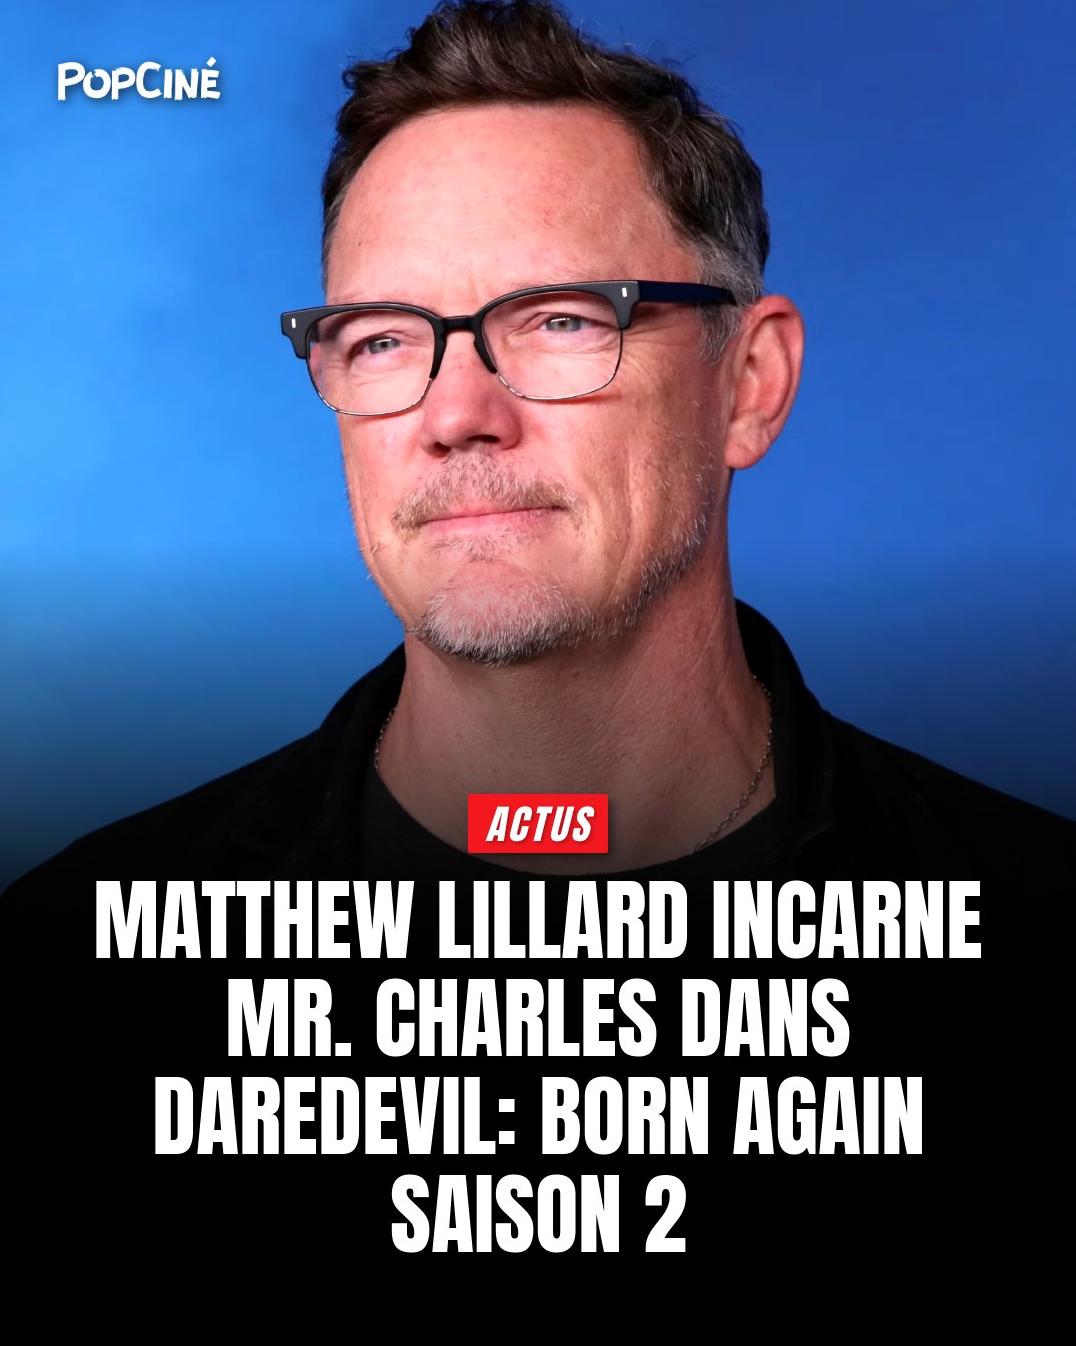 POPCINÉ
ACTUS
MATTHEW LILLARD INCARNE
MR. CHARLES DANS
DAREDEVIL: BORN AGAIN
SAISON 2